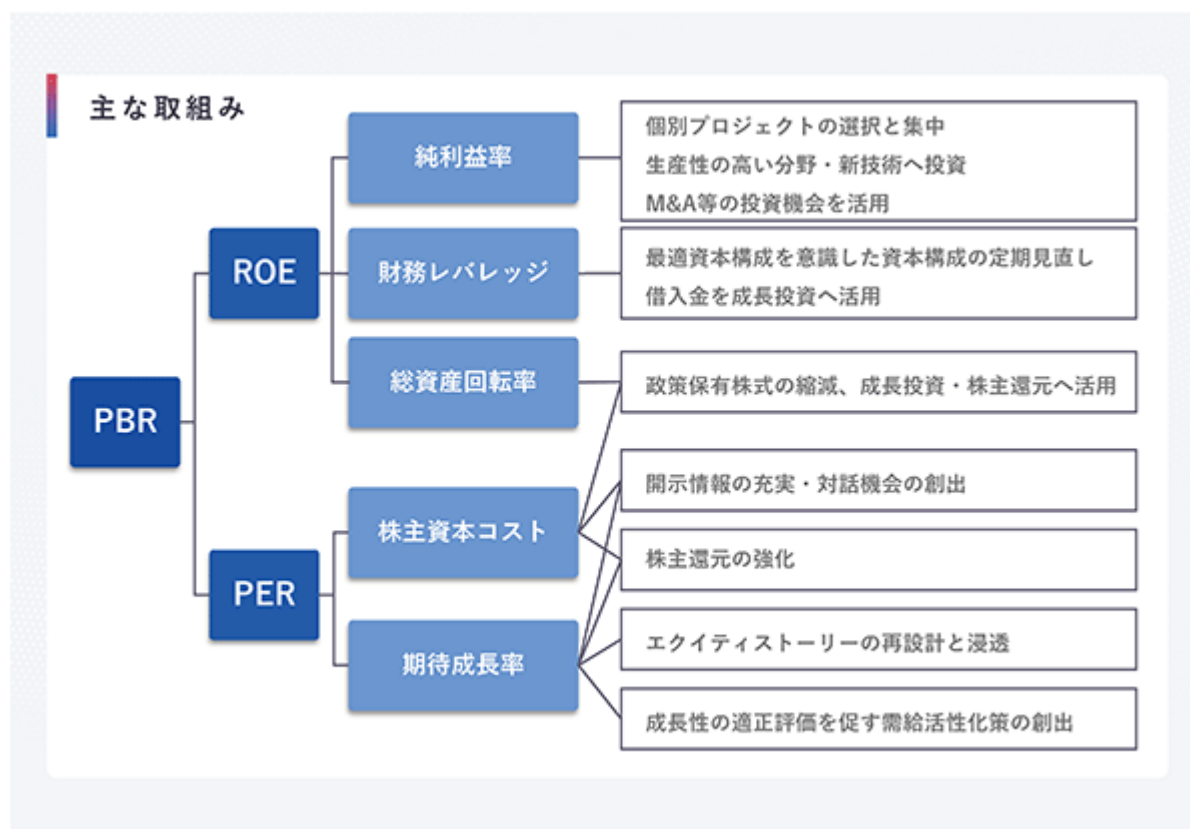 主な取組み
PBR
ROE
純利益率
個別プロジェクトの選択と集中
生産性の高い分野・新技術へ投資
M&A等の投資機会を活用
財務レバレッジ
最適資本構成を意識した資本構成の定期見直し
借入金を成長投資へ活用
総資産回転率
政策保有株式の縮減、成長投資・株主還元へ活用
PER
株主資本コスト
開示情報の充実・対話機会の創出
株主還元の強化
期待成長率
エクイティストーリーの再設計と浸透
成長性の適正評価を促す需給活性化策の創出